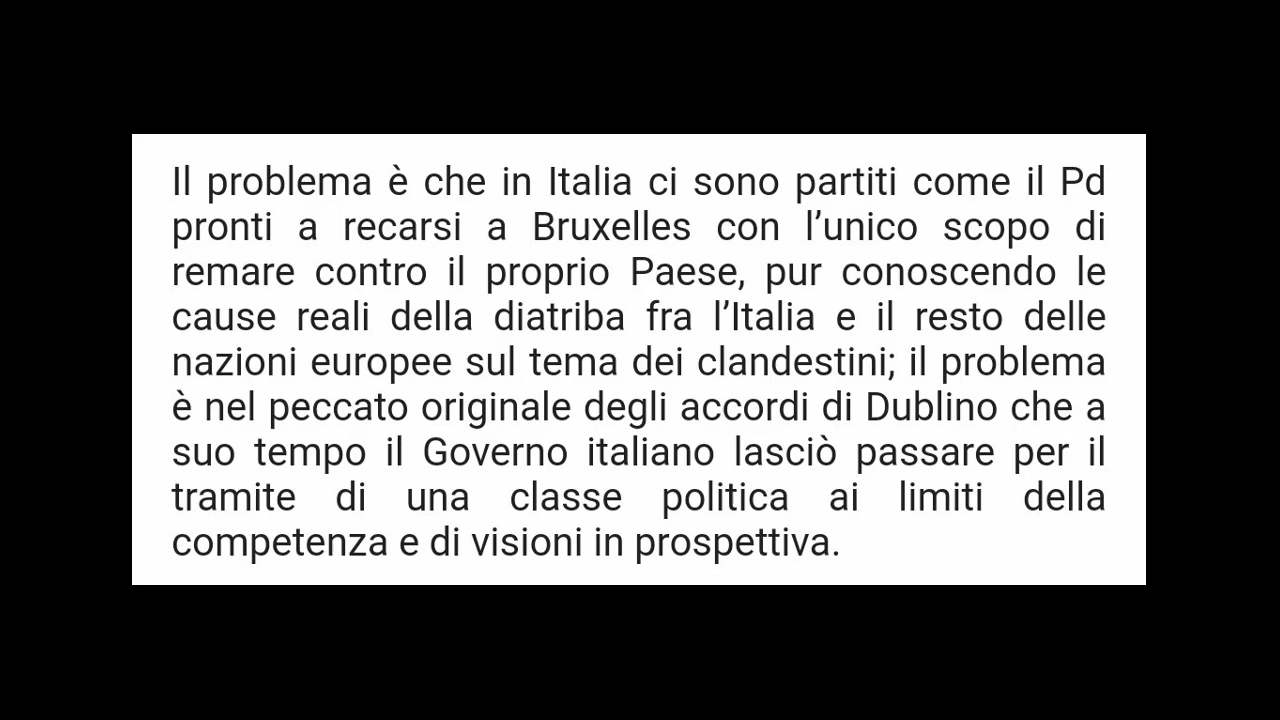 Il problema è che in Italia ci sono partiti come il Pd
pronti a recarsi a Bruxelles con l’unico scopo di
remare contro il proprio Paese, pur conoscendo le
cause reali della diatriba fra l’Italia e il resto delle
nazioni europee sul tema dei clandestini; il problema
è nel peccato originale degli accordi di Dublino che a
suo tempo il Governo italiano lasciò passare per il
tramite di una classe politica ai limiti della
competenza e di visioni in prospettiva.